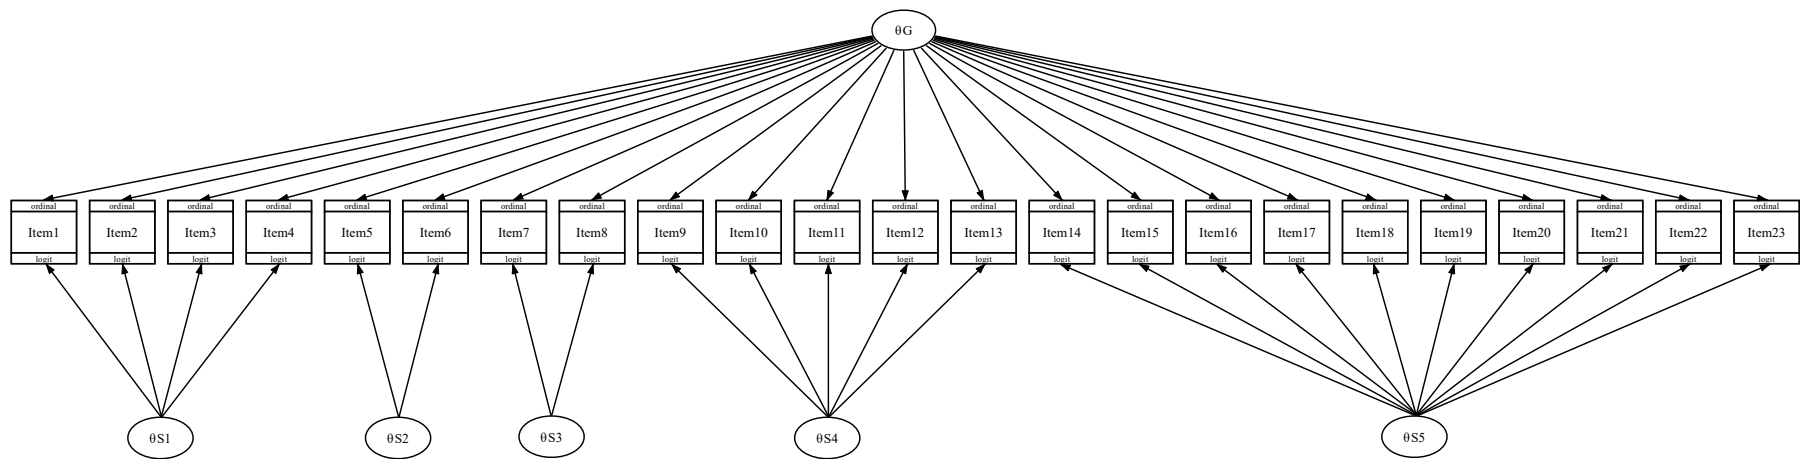 θG
ordinal ordinal ordinal ordinal ordinal ordinal ordinal ordinal ordinal ordinal ordinal ordinal ordinal ordinal ordinal ordinal ordinal ordinal ordinal ordinal ordinal ordinal ordinal
Item1 Item2 Item3 Item4 Item5 Item6 Item7 Item8 Item9 Item10 Item11 Item12 Item13 Item14 Item15 Item16 Item17 Item18 Item19 Item20 Item21 Item22 Item23
logit logit logit logit logit logit logit logit logit logit logit logit logit logit logit logit logit logit logit logit logit logit logit
θS1 θS2 θS3 θS4 θS5